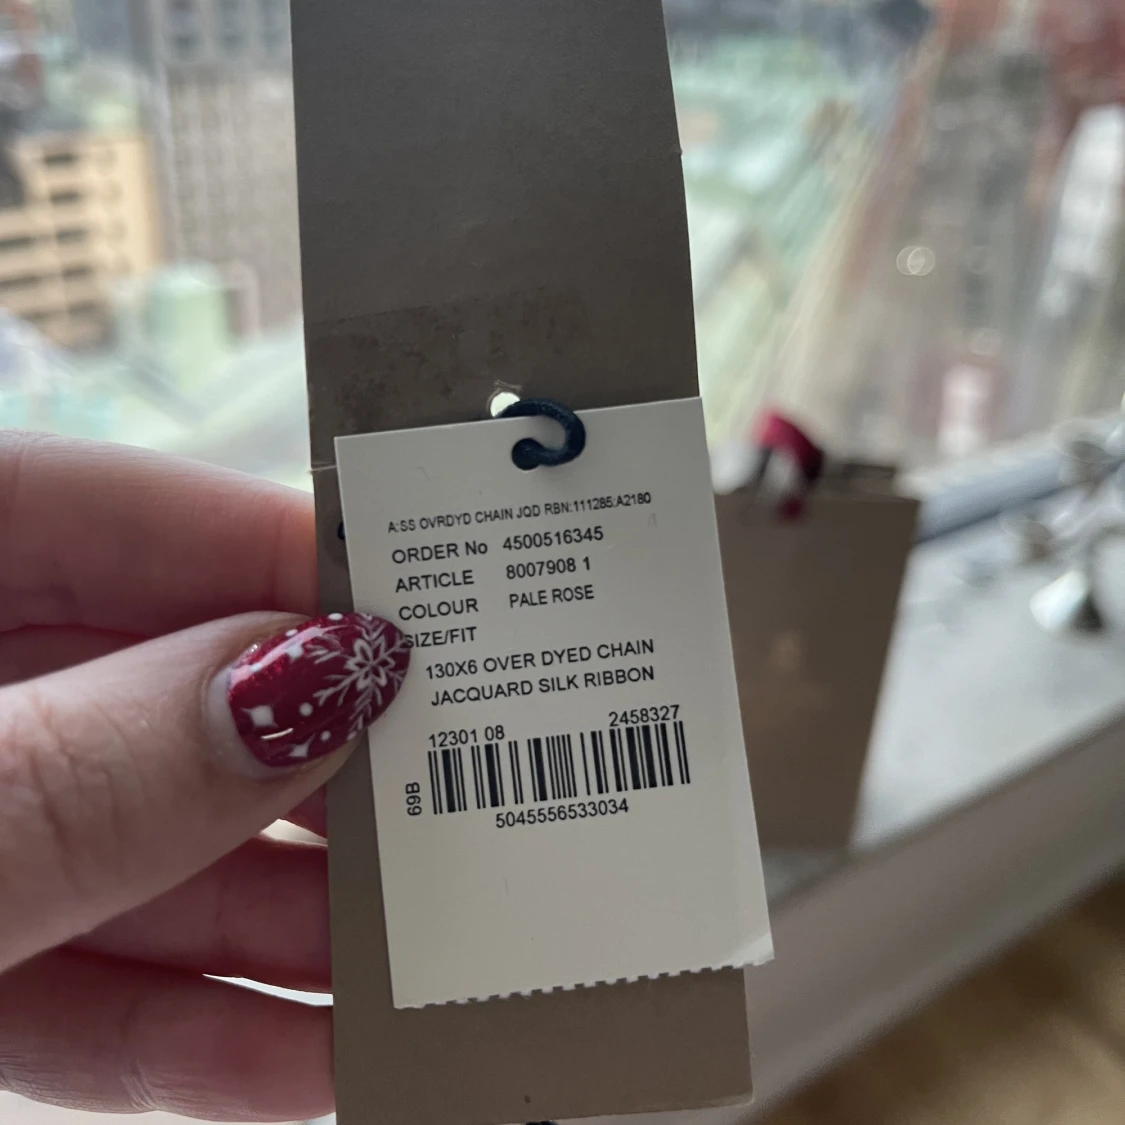 A:SS OVRDYD CHAIN JQD RBN:111285:A2180
ORDER No 4500516345
ARTICLE 8007908 1
COLOUR PALE ROSE
SIZE/FIT
130X6 OVER DYED CHAIN
JACQUARD SILK RIBBON
12301 08 2458327
69B
5045556533034